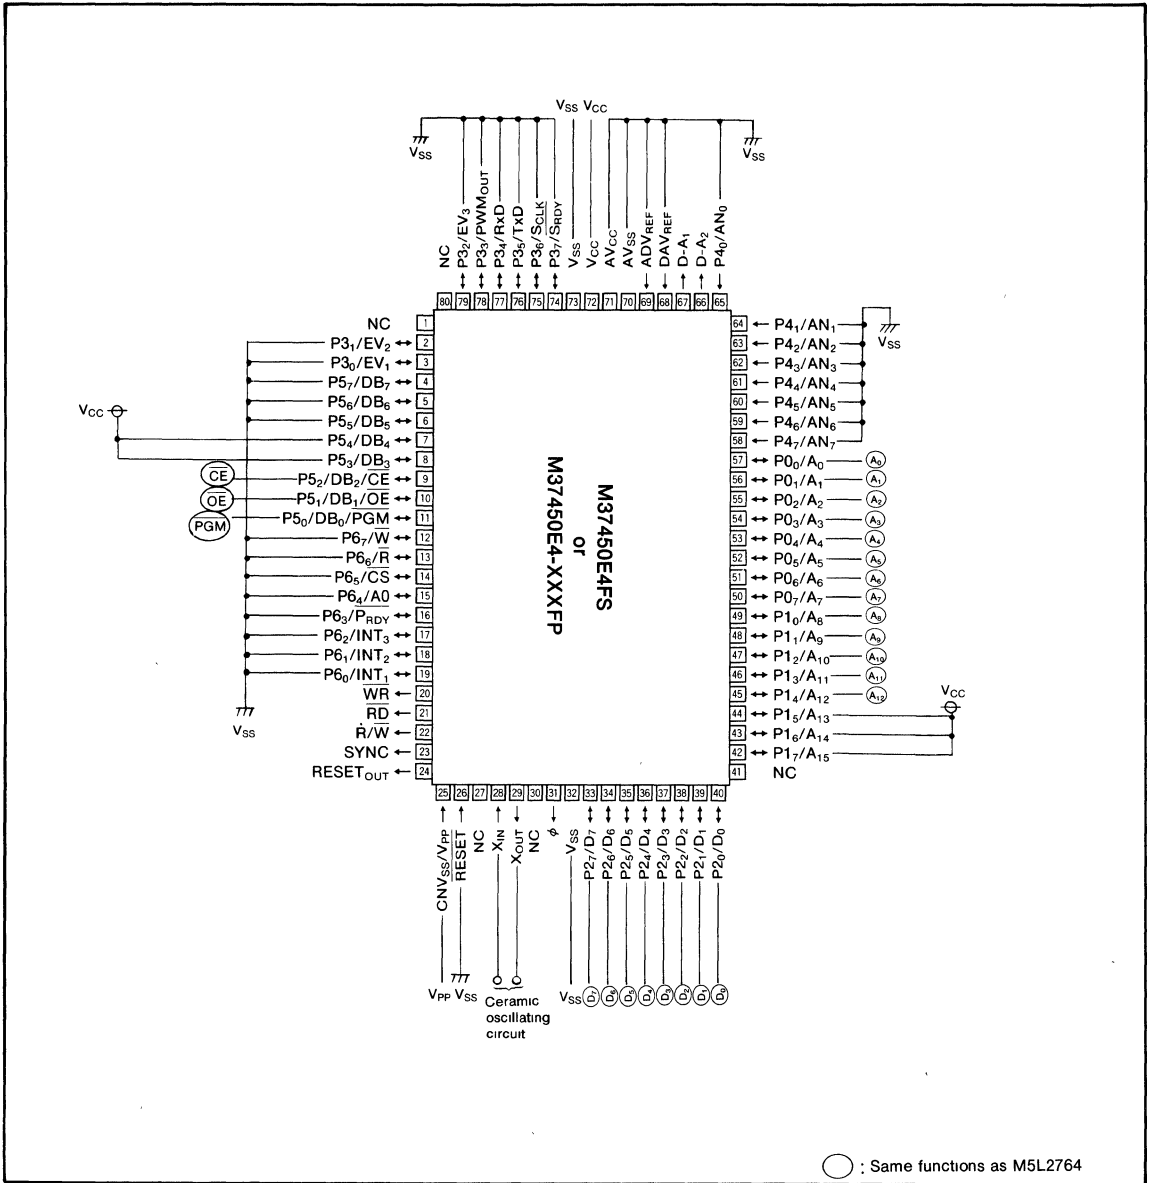 VSS VCC
VSS
VSS
NC
P32/EV3
P33/PWMOUT
P34/RxD
P35/TxD
P36/SCLK
P37/S̅R̅D̅Y̅
VSS
VCC
AVCC
AVSS
ADVREF
DAVREF
D-A1
D-A2
P40/AN0
80 79 78 77 76 75 74 73 72 71 70 69 68 67 66 65
NC 1
P31/EV2 2
P30/EV1 3
P57/DB7 4
P56/DB6 5
P55/DB5 6
VCC
P54/DB4 7
P53/DB3 8
C̅E̅ P52/DB2/C̅E̅ 9
O̅E̅ P51/DB1/O̅E̅ 10
P̅G̅M̅ P50/DB0/P̅G̅M̅ 11
P67/W̅ 12
P66/R̅ 13
P65/C̅S̅ 14
P64/A0 15
P63/P̅R̅D̅Y̅ 16
P62/INT3 17
P61/INT2 18
P60/INT1 19
W̅R̅ 20
VSS
R̅D̅ 21
R/W̅ 22
SYNC 23
RESETOUT 24
M37450E4FS
or
M37450E4-XXXFP
64 P41/AN1
VSS
63 P42/AN2
62 P43/AN3
61 P44/AN4
60 P45/AN5
59 P46/AN6
58 P47/AN7
57 P00/A0 A0
56 P01/A1 A1
55 P02/A2 A2
54 P03/A3 A3
53 P04/A4 A4
52 P05/A5 A5
51 P06/A6 A6
50 P07/A7 A7
49 P10/A8 A8
48 P11/A9 A9
47 P12/A10 A10
46 P13/A11 A11
45 P14/A12 A12
VCC
44 P15/A13
43 P16/A14
42 P17/A15
41 NC
25 26 27 28 29 30 31 32 33 34 35 36 37 38 39 40
CNVSS/VPP
R̅E̅S̅E̅T̅
NC
XIN
XOUT
NC
ϕ
VSS
P27/D7
P26/D6
P25/D5
P24/D4
P23/D3
P22/D2
P21/D1
P20/D0
VPP VSS
Ceramic
oscillating
circuit
VSS D7 D6 D5 D4 D3 D2 D1 D0
: Same functions as M5L2764